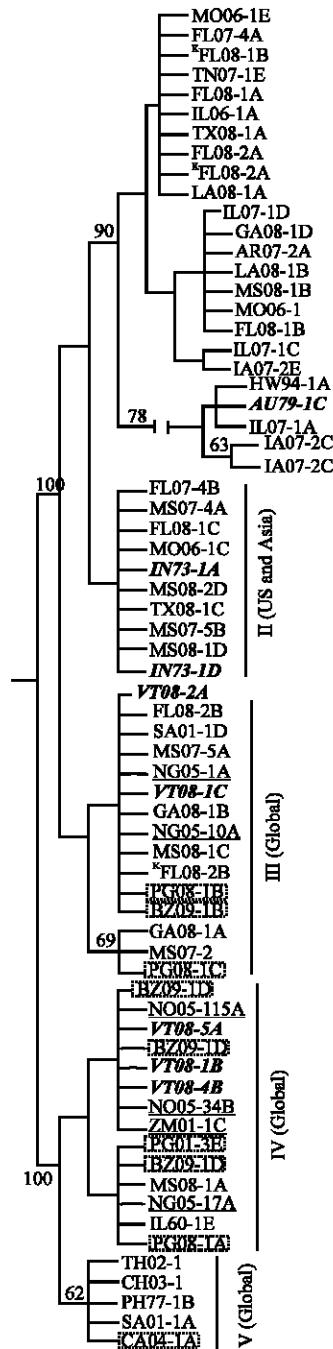 MO06-1E
FL07-4A
KFL08-1B
TN07-1E
FL08-1A
IL06-1A
TX08-1A
FL08-2A
KFL08-2A
LA08-1A
90
IL07-1D
GA08-1D
AR07-2A
LA08-1B
MS08-1B
MO06-1
FL08-1B
IL07-1C
IA07-2E
HW94-1A
78
AU79-1C
IL07-1A
63
IA07-2C
IA07-2C
100
FL07-4B
MS07-4A
FL08-1C
MO06-1C
IN73-1A
MS08-2D
TX08-1C
MS07-5B
MS08-1D
IN73-1D
II (US and Asia)
VT08-2A
FL08-2B
SA01-1D
MS07-5A
NG05-1A
VT08-1C
GA08-1B
NG05-10A
MS08-1C
KFL08-2B
PG08-1B
BZ09-1B
GA08-1A
69
MS07-2
PG08-1C
III (Global)
BZ09-1D
NO05-115A
VT08-5A
BZ09-1D
VT08-1B
VT08-4B
NO05-34B
ZM01-1C
PG01-3E
BZ09-1D
MS08-1A
NG05-17A
IL60-1E
PG08-1A
IV (Global)
100
TH02-1
CH03-1
PH77-1B
62
SA01-1A
CA04-1A
V (Global)